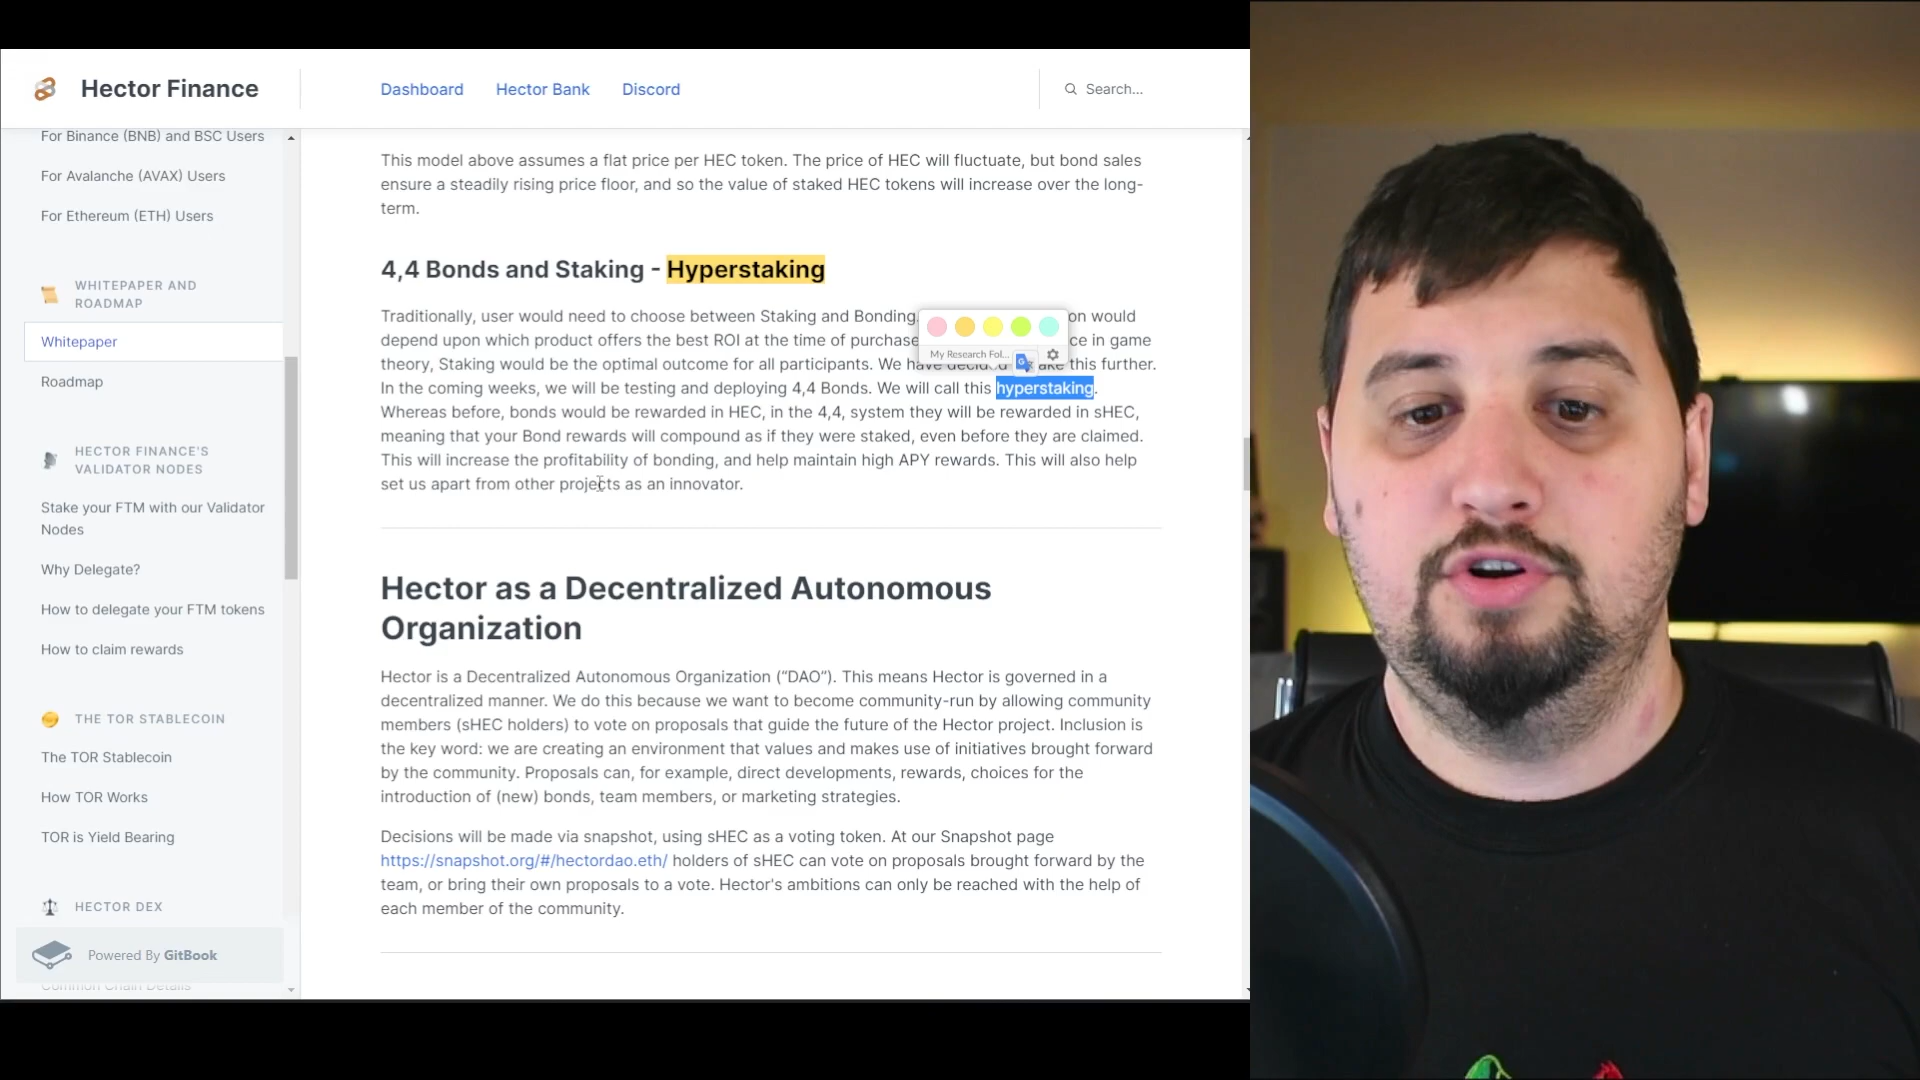 Hector Finance
Dashboard Hector Bank Discord
Search...
For Binance (BNB) and BSC Users
For Avalanche (AVAX) Users
For Ethereum (ETH) Users
WHITEPAPER AND
ROADMAP
Whitepaper
Roadmap
HECTOR FINANCE'S
VALIDATOR NODES
Stake your FTM with our Validator
Nodes
Why Delegate?
How to delegate your FTM tokens
How to claim rewards
THE TOR STABLECOIN
The TOR Stablecoin
How TOR Works
TOR is Yield Bearing
HECTOR DEX
Powered By GitBook
Common Chain Details
This model above assumes a flat price per HEC token. The price of HEC will fluctuate, but bond sales
ensure a steadily rising price floor, and so the value of staked HEC tokens will increase over the long-
term.
4,4 Bonds and Staking - Hyperstaking
Traditionally, user would need to choose between Staking and Bonding. on would
depend upon which product offers the best ROI at the time of purchase ce in game
theory, Staking would be the optimal outcome for all participants. We have decided this further.
In the coming weeks, we will be testing and deploying 4,4 Bonds. We will call this hyperstaking.
Whereas before, bonds would be rewarded in HEC, in the 4,4, system they will be rewarded in sHEC,
meaning that your Bond rewards will compound as if they were staked, even before they are claimed.
This will increase the profitability of bonding, and help maintain high APY rewards. This will also help
set us apart from other projects as an innovator.
My Research Fol...
Hector as a Decentralized Autonomous
Organization
Hector is a Decentralized Autonomous Organization (“DAO”). This means Hector is governed in a
decentralized manner. We do this because we want to become community-run by allowing community
members (sHEC holders) to vote on proposals that guide the future of the Hector project. Inclusion is
the key word: we are creating an environment that values and makes use of initiatives brought forward
by the community. Proposals can, for example, direct developments, rewards, choices for the
introduction of (new) bonds, team members, or marketing strategies.
Decisions will be made via snapshot, using sHEC as a voting token. At our Snapshot page
https://snapshot.org/#/hectordao.eth/ holders of sHEC can vote on proposals brought forward by the
team, or bring their own proposals to a vote. Hector's ambitions can only be reached with the help of
each member of the community.